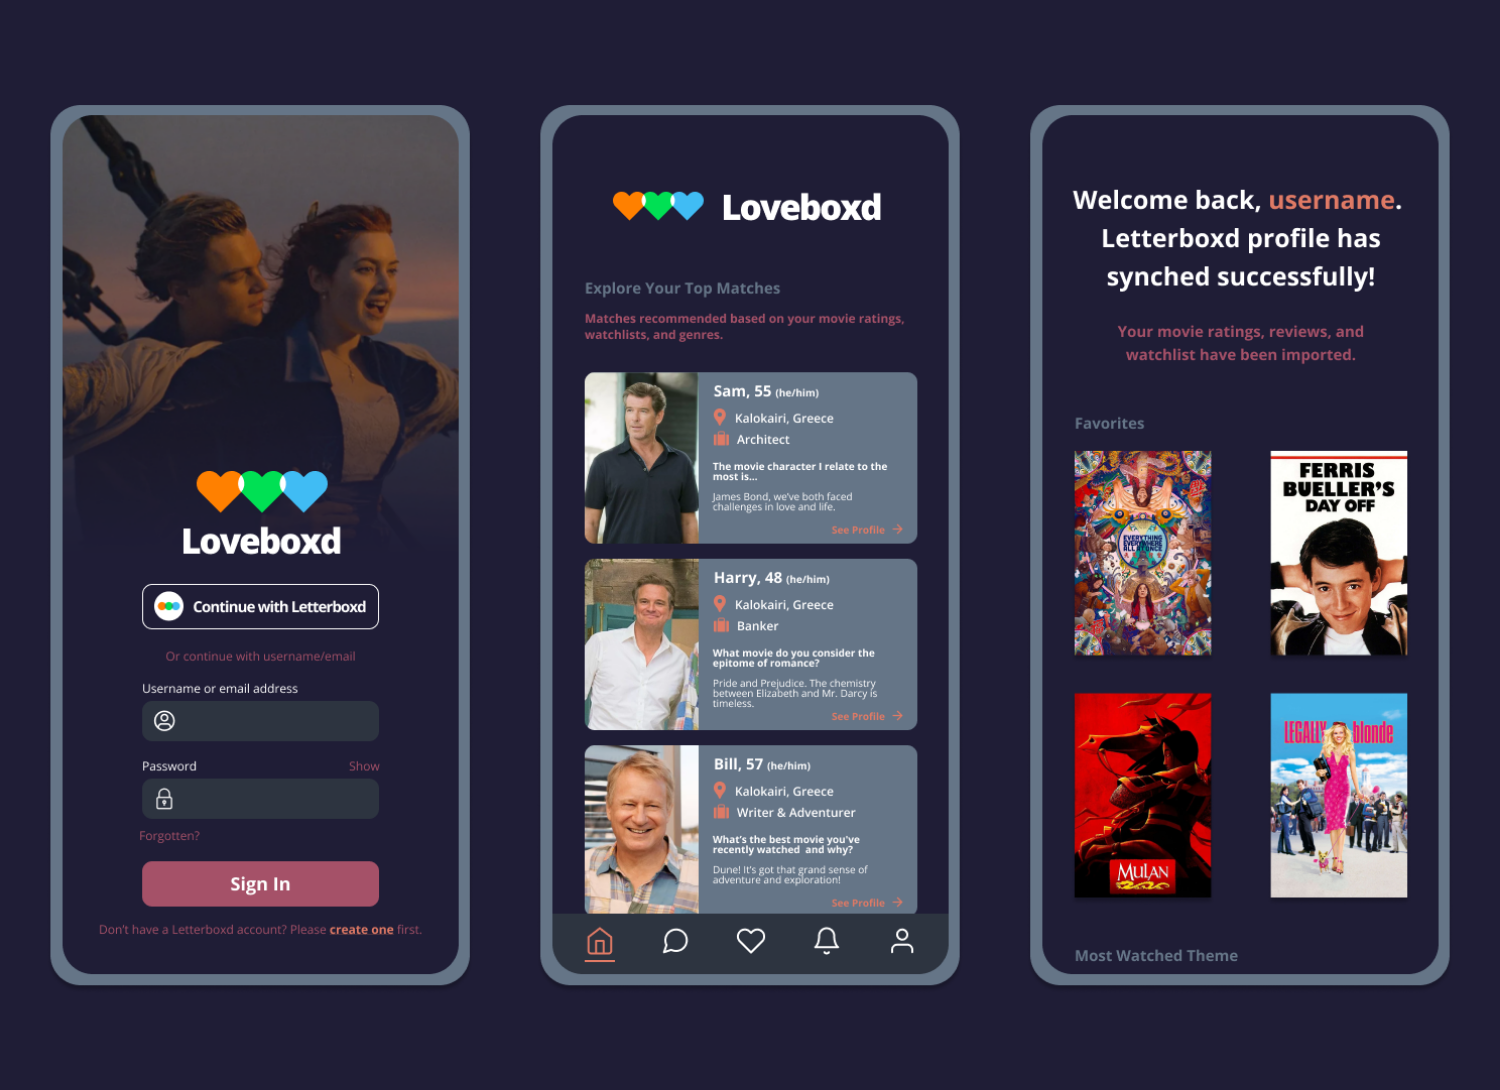 Loveboxd
Continue with Letterboxd
Or continue with username/email
Username or email address
Password
Show
Forgotten?
Sign In
Don't have a Letterboxd account? Please create one first.
Loveboxd
Explore Your Top Matches
Matches recommended based on your movie ratings,
watchlists, and genres.
Sam, 55 (he/him)
Kalokairi, Greece
Architect
The movie character I relate to the
most is...
James Bond, we've both faced
challenges in love and life.
See Profile
Harry, 48 (he/him)
Kalokairi, Greece
Banker
What movie do you consider the
epitome of romance?
Pride and Prejudice. The chemistry
between Elizabeth and Mr. Darcy is
timeless.
See Profile
Bill, 57 (he/him)
Kalokairi, Greece
Writer & Adventurer
What's the best movie you've
recently watched  and why?
Dune! It's got that grand sense of
adventure and exploration!
See Profile
Welcome back, username.
Letterboxd profile has
synched successfully!
Your movie ratings, reviews, and
watchlist have been imported.
Favorites
EVERYTHING
EVERYWHERE
ALL AT ONCE
FERRIS
BUELLER'S
DAY OFF
MULAN
LEGALLY blonde
Most Watched Theme